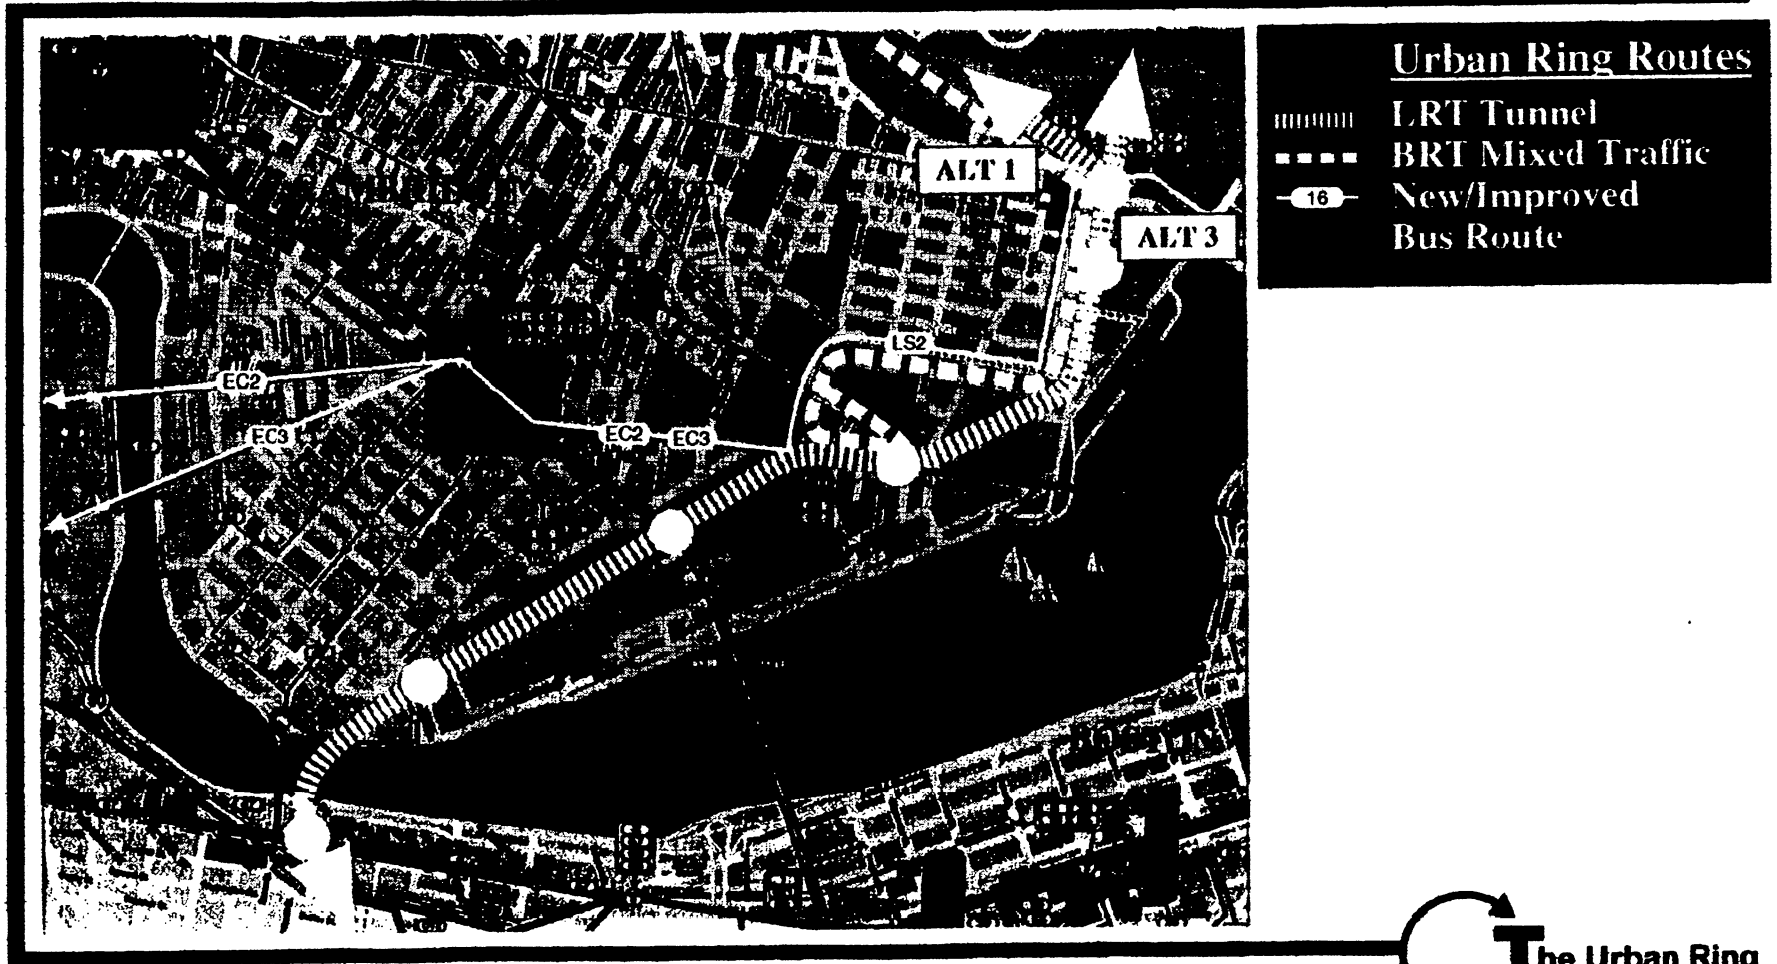 Urban Ring Routes
LRT Tunnel
BRT Mixed Traffic
16
New/Improved
Bus Route
ALT 1
ALT 3
LS2
EC2
EC3
EC2
EC3
The Urban Ring